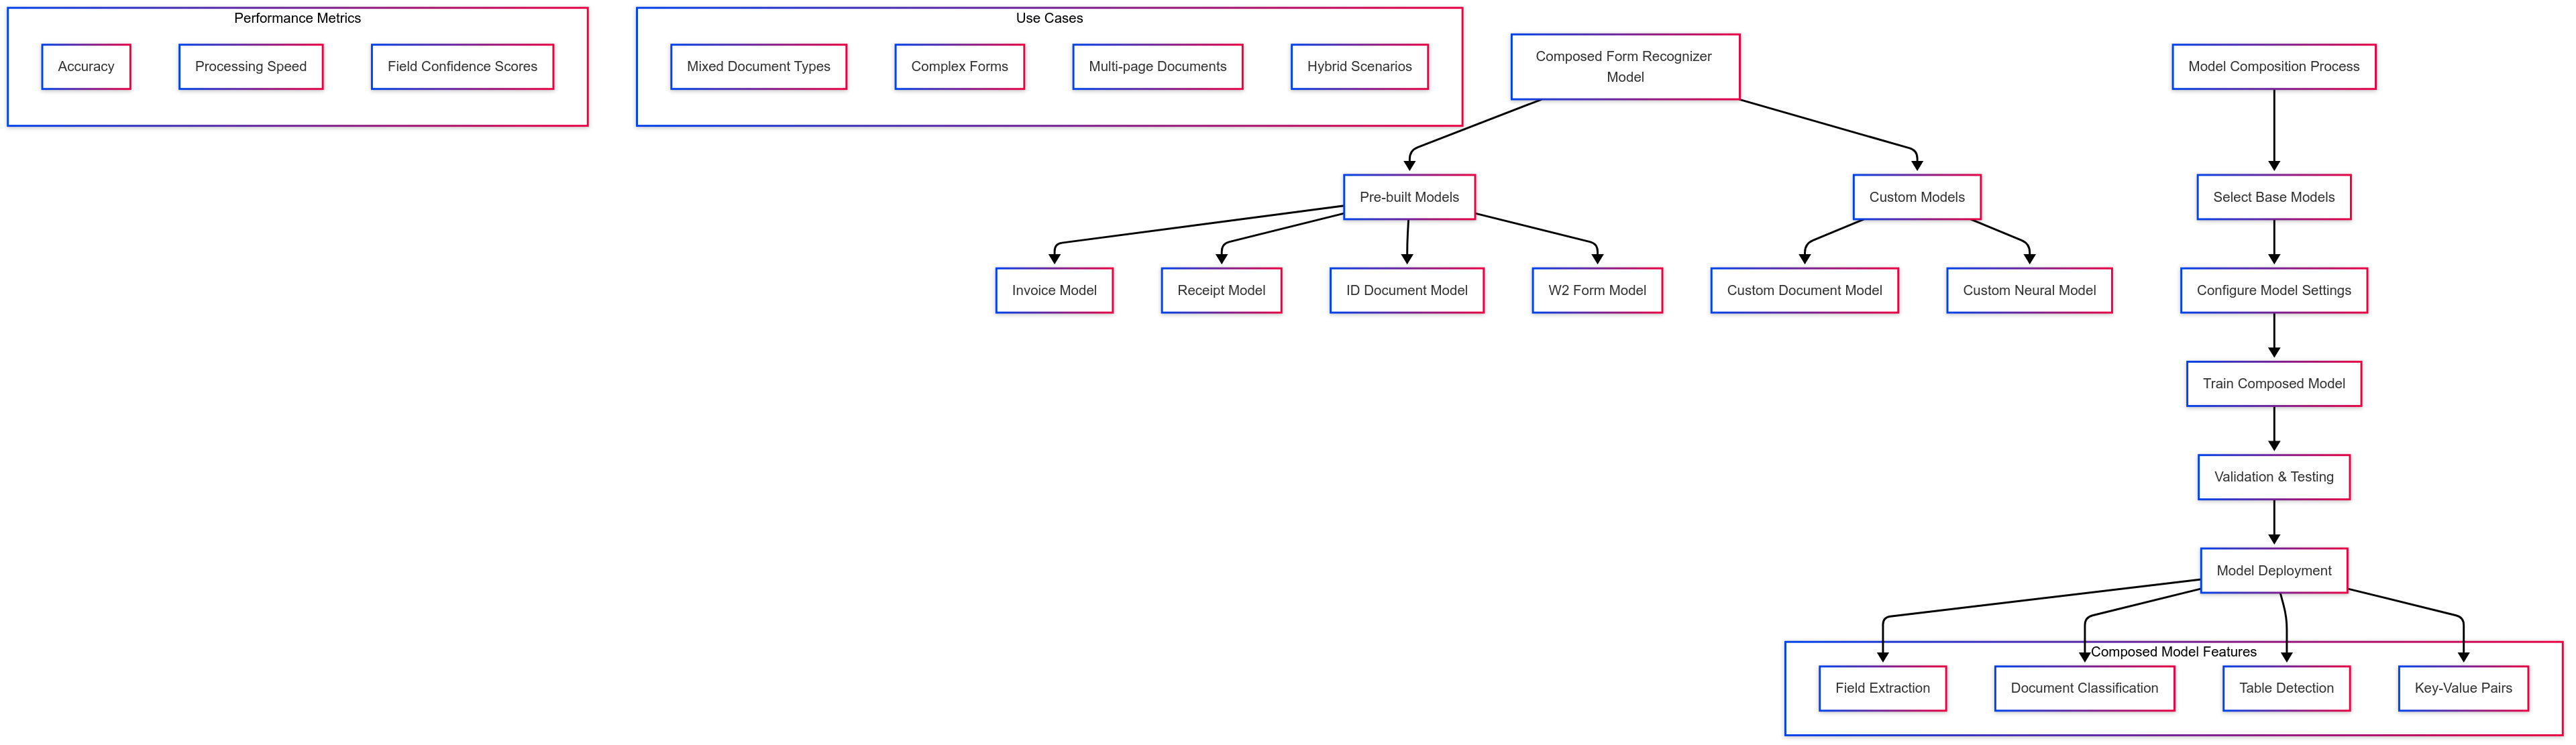 Performance Metrics
Accuracy
Processing Speed
Field Confidence Scores
Use Cases
Mixed Document Types
Complex Forms
Multi-page Documents
Hybrid Scenarios
Composed Form Recognizer
Model
Model Composition Process
Pre-built Models
Custom Models
Select Base Models
Invoice Model
Receipt Model
ID Document Model
W2 Form Model
Custom Document Model
Custom Neural Model
Configure Model Settings
Train Composed Model
Validation & Testing
Model Deployment
Composed Model Features
Field Extraction
Document Classification
Table Detection
Key-Value Pairs